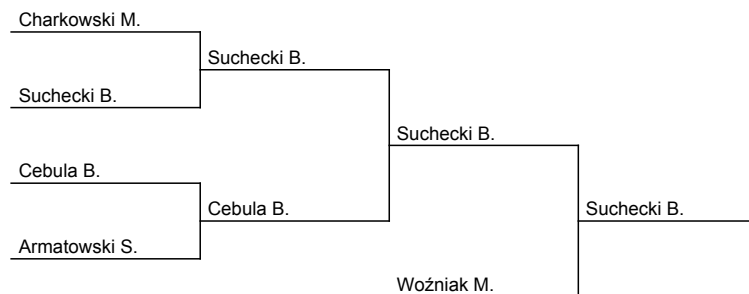 Charkowski M.
Suchecki B.
Suchecki B.
Suchecki B.
Cebula B.
Cebula B.
Suchecki B.
Armatowski S.
Woźniak M.